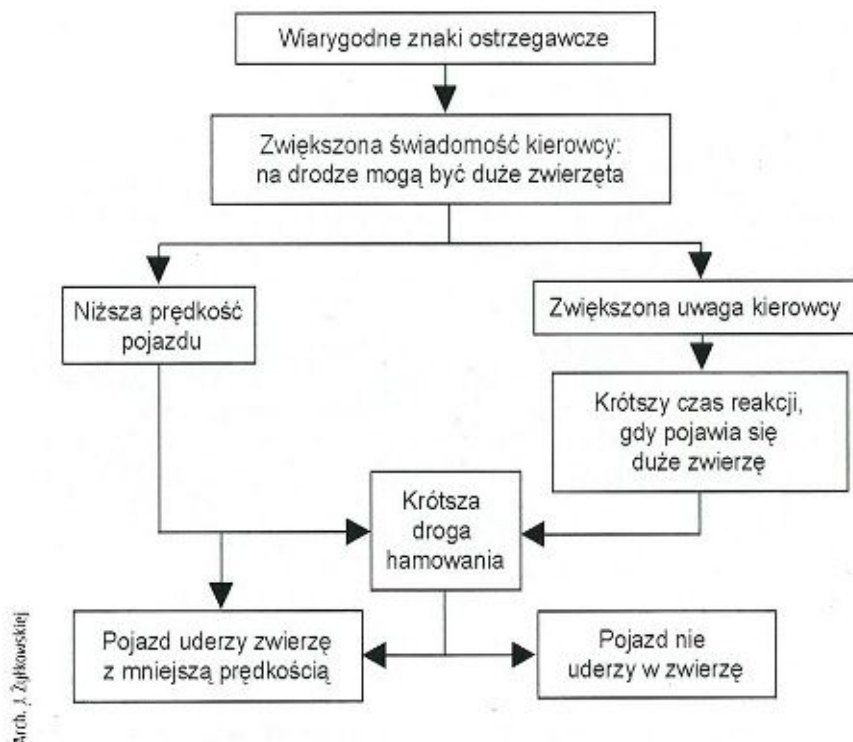 Wiarygodne znaki ostrzegawcze
Zwiększona świadomość kierowcy:
na drodze mogą być duże zwierzęta
Niższa prędkość
pojazdu
Zwiększona uwaga kierowcy
Krótszy czas reakcji,
gdy pojawia się
duże zwierzę
Krótsza
droga
hamowania
Pojazd uderzy zwierzę
z mniejszą prędkością
Pojazd nie
uderzy w zwierzę
Arch. J. Żyłkowskiej